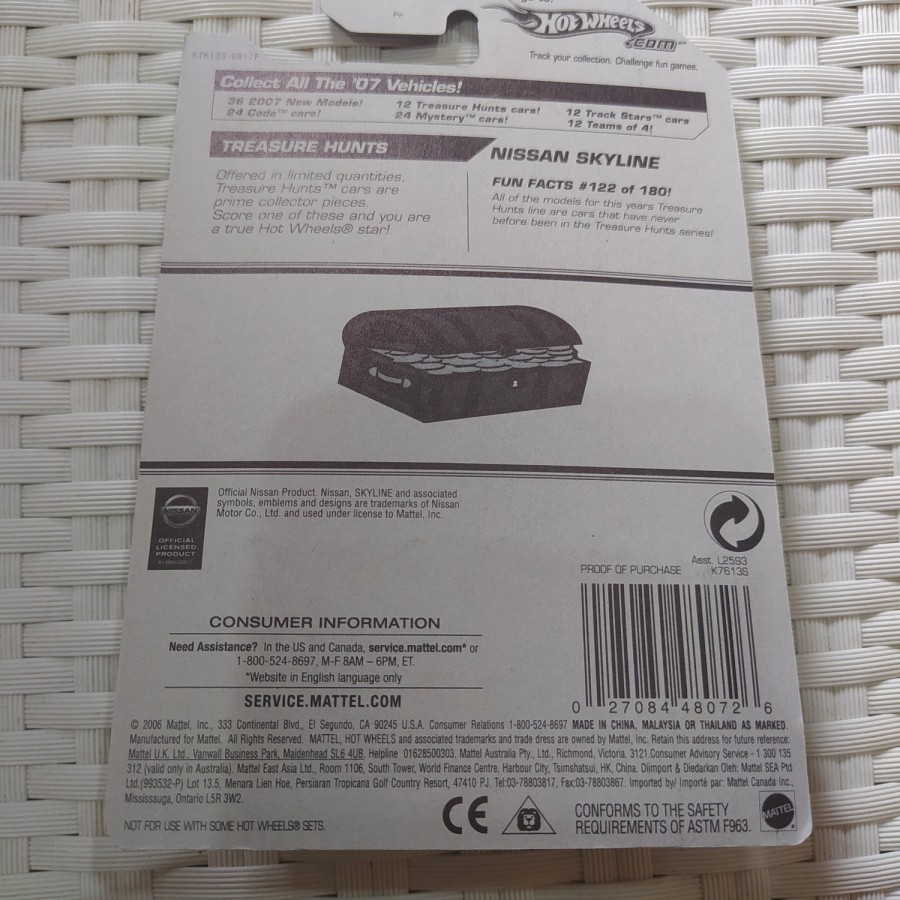 HOT WHEELS
.COM
Track your collection. Challenge fun games.
Collect All The '07 Vehicles!
36 2007 New Models! 12 Treasure Hunts cars! 12 Track Stars™ cars
24 Code™ cars! 24 Mystery™ cars! 12 Teams of 4!
TREASURE HUNTS
Offered in limited quantities,
Treasure Hunts™ cars are
prime collector pieces.
Score one of these and you are
a true Hot Wheels® star!
NISSAN SKYLINE
FUN FACTS #122 of 180!
All of the models for this years Treasure
Hunts line are cars that have never
before been in the Treasure Hunts series!
NISSAN
OFFICIAL
LICENSED
PRODUCT
Official Nissan Product. Nissan, SKYLINE and associated
symbols, emblems and designs are trademarks of Nissan
Motor Co., Ltd. and used under license to Mattel, Inc.
Asst. L2593
PROOF OF PURCHASE K7613S
0 27084 48072 6
CONSUMER INFORMATION
Need Assistance? In the US and Canada, service.mattel.com* or
1-800-524-8697, M-F 8AM – 6PM, ET.
*Website in English language only
SERVICE.MATTEL.COM
© 2006 Mattel, Inc., 333 Continental Blvd., El Segundo, CA 90245 U.S.A. Consumer Relations 1-800-524-8697 MADE IN CHINA, MALAYSIA OR THAILAND AS MARKED.
Manufactured for Mattel. All Rights Reserved. MATTEL, HOT WHEELS and associated trademarks and trade dress are owned by Mattel, Inc. Retain this address for future reference:
Mattel U.K. Ltd., Vanwall Business Park, Maidenhead SL6 4UB. Helpline 01628500303. Mattel Australia Pty., Ltd., Richmond, Victoria. 3121.Consumer Advisory Service - 1 300 135
312 (valid only in Australia). Mattel East Asia Ltd., Room 1106, South Tower, World Finance Centre, Harbour City, Tsimshatsui, HK, China. Diimport & Diedarkan Oleh: Mattel SEA Ptd
Ltd.(993532-P) Lot 13.5, Menara Lien Hoe, Persiaran Tropicana Golf Country Resort, 47410 PJ. Tel:03-78803817, Fax:03-78803867. Imported by/ Importé par: Mattel Canada Inc.,
Mississauga, Ontario L5R 3W2.
NOT FOR USE WITH SOME HOT WHEELS® SETS.
CE
CONFORMS TO THE SAFETY
REQUIREMENTS OF ASTM F963.
MATTEL